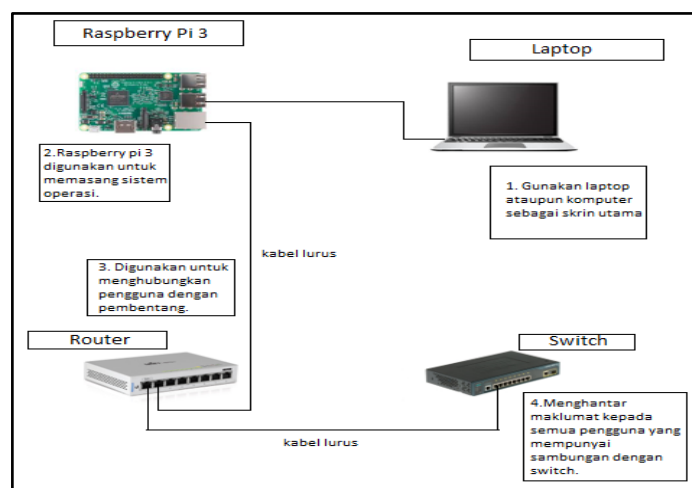 Raspberry Pi 3
Laptop
2.Raspberry pi 3
digunakan untuk
memasang sistem
operasi.
1. Gunakan laptop
ataupun komputer
sebagai skrin utama
kabel lurus
3. Digunakan untuk
menghubungkan
pengguna dengan
pembentang.
Router
Switch
4.Menghantar
maklumat kepada
semua pengguna yang
mempunyai
sambungan dengan
switch.
kabel lurus